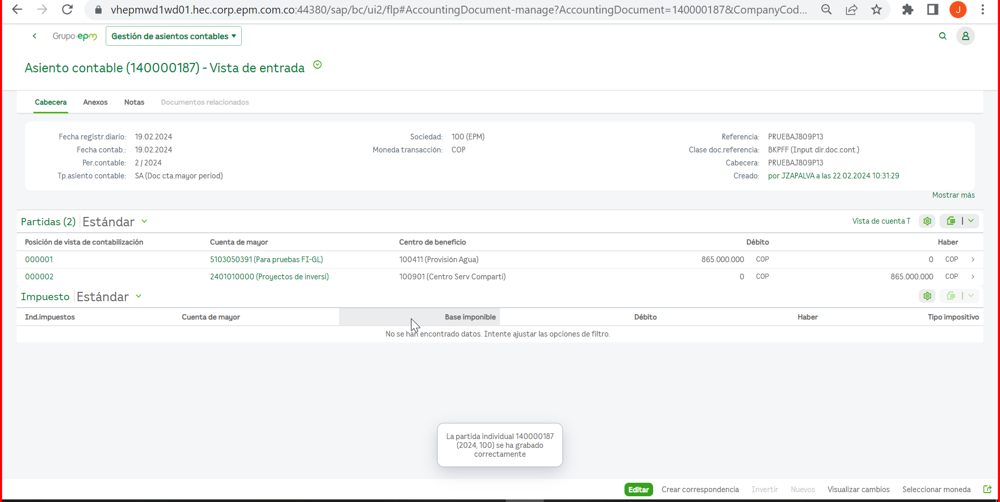 vhepmwd1wd01.hec.corp.epm.com.co:44380/sap/bc/ui2/flp#AccountingDocument-manage?AccountingDocument=140000187&CompanyCod...
J
Grupo·epm
Gestión de asientos contables
Asiento contable (140000187) - Vista de entrada
Cabecera Anexos Notas Documentos relacionados
Fecha registr.diario: 19.02.2024 Sociedad: 100 (EPM) Referencia: PRUEBAJ809P13
Fecha contab.: 19.02.2024 Moneda transacción: COP Clase doc.referencia: BKPFF (Input dir.doc.cont.)
Per.contable: 2 / 2024 Cabecera: PRUEBAJ809P13
Tp.asiento contable: SA (Doc cta.mayor period) Creado: por JZAPALVA a las 22.02.2024 10:31:29
Mostrar más
Partidas (2) Estándar Vista de cuenta T
Posición de vista de contabilización Cuenta de mayor Centro de beneficio Débito Haber
000001 5103050391 (Para pruebas FI-GL) 100411 (Provisión Agua) 865.000.000 COP 0 COP
000002 2401010000 (Proyectos de inversi) 100901 (Centro Serv Comparti) 0 COP 865.000.000 COP
Impuesto Estándar
Ind.impuestos Cuenta de mayor Base imponible Débito Haber Tipo impositivo
No se han encontrado datos. Intente ajustar las opciones de filtro.
La partida individual 140000187
(2024, 100) se ha grabado
correctamente
Editar Crear correspondencia Invertir Nuevos Visualizar cambios Seleccionar moneda